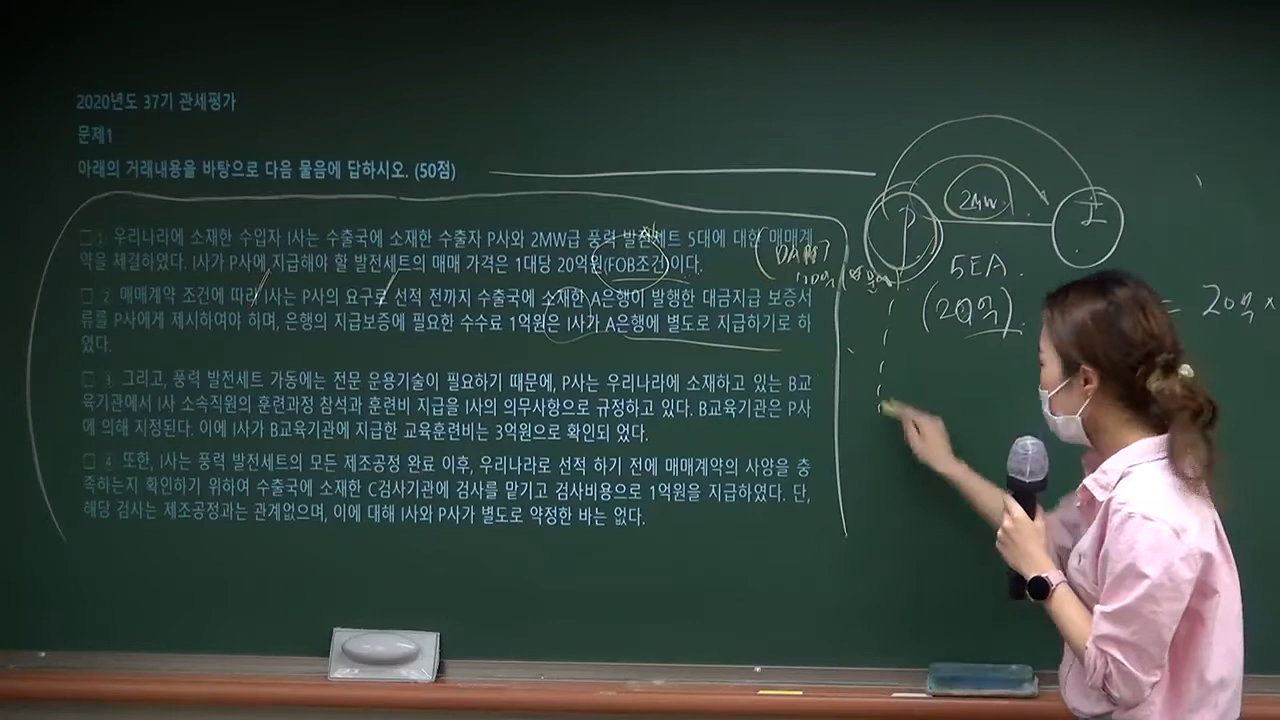 2020년도 37기 관세평가
문제1
아래의 거래내용을 바탕으로 다음 물음에 답하시오. (50점)
□ 1 우리나라에 소재한 수입자 I사는 수출국에 소재한 수출자 P사와 2MW급 풍력 발전세트 5대에 대한 매매계
약을 체결하였다. I사가 P사에 지급해야 할 발전세트의 매매 가격은 1대당 20억원(FOB조건)이다.
□ 2 매매계약 조건에 따라 I사는 P사의 요구로 선적 전까지 수출국에 소재한 A은행이 발행한 대금지급 보증서
류를 P사에게 제시하여야 하며, 은행의 지급보증에 필요한 수수료 1억원은 I사가 A은행에 별도로 지급하기로 하
였다.
□ 3 그리고, 풍력 발전세트 가동에는 전문 운용기술이 필요하기 때문에, P사는 우리나라에 소재하고 있는 B교
육기관에서 I사 소속직원의 훈련과정 참석과 훈련비 지급을 I사의 의무사항으로 규정하고 있다. B교육기관은 P사
에 의해 지정된다. 이에 I사가 B교육기관에 지급한 교육훈련비는 3억원으로 확인되 었다.
□ 4 또한, I사는 풍력 발전세트의 모든 제조공정 완료 이후, 우리나라로 선적 하기 전에 매매계약의 사양을 충
족하는지 확인하기 위하여 수출국에 소재한 C검사기관에 검사를 맡기고 검사비용으로 1억원을 지급하였다. 단,
해당 검사는 제조공정과는 관계없으며, 이에 대해 I사와 P사가 별도로 약정한 바는 없다.
P 2MW I
5EA.
(20억)
= 20억 ×